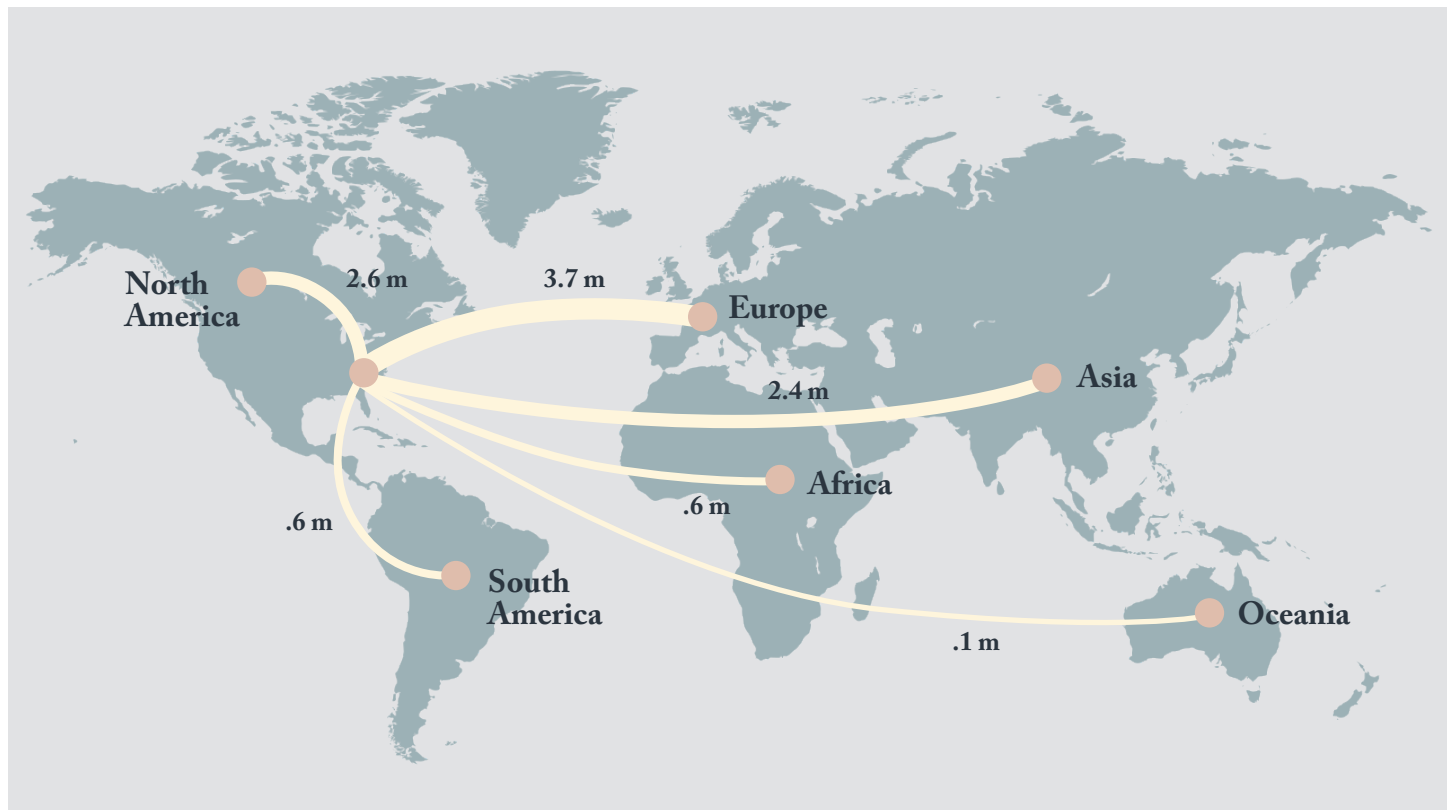 North
America
2.6 m
3.7 m
Europe
2.4 m
Asia
Africa
.6 m
.6 m
South
America
Oceania
.1 m